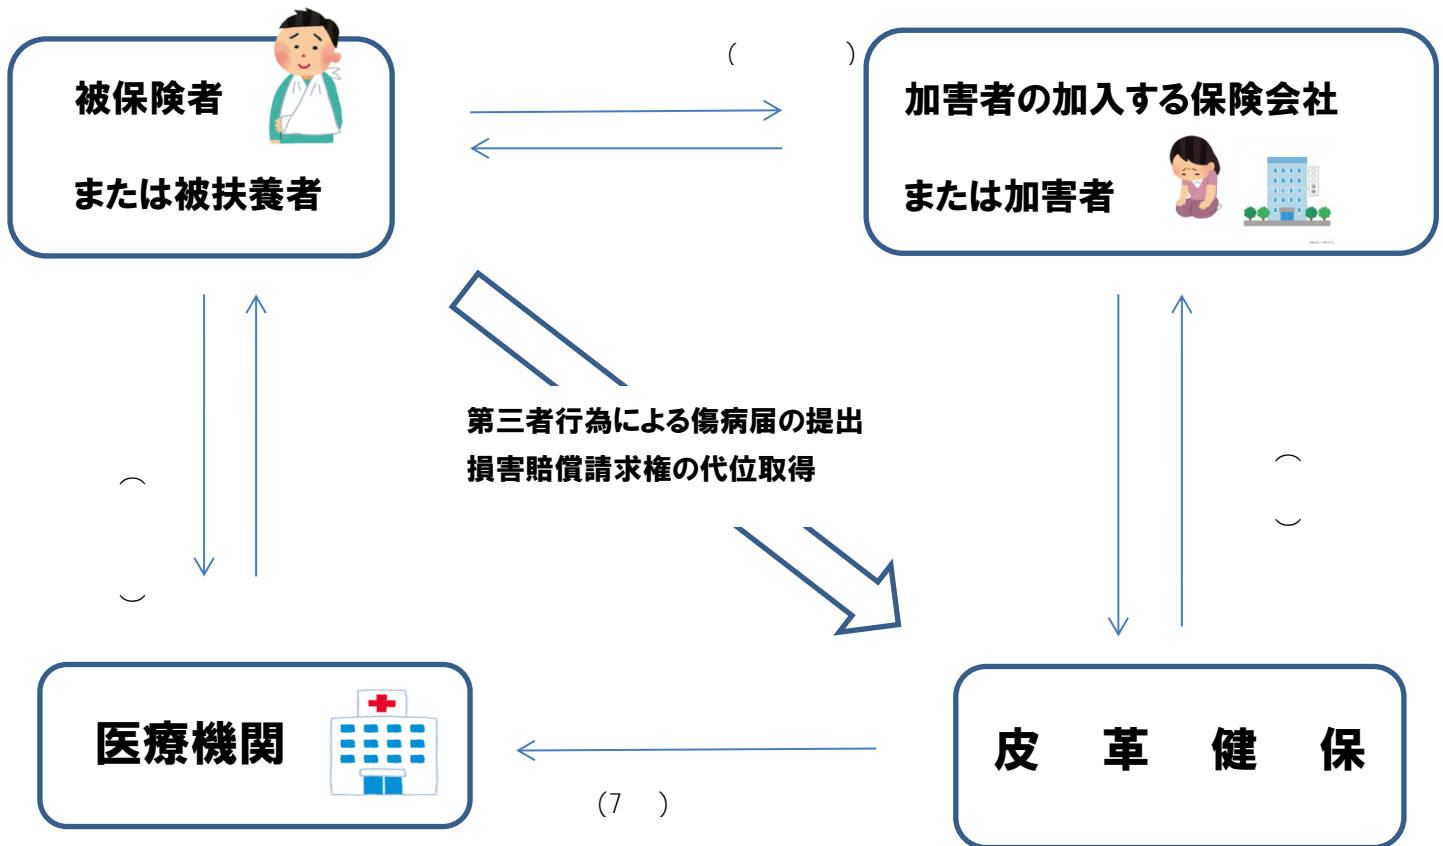 (       )
被保険者
または被扶養者
加害者の加入する保険会社
または加害者
第三者行為による傷病届の提出
損害賠償請求権の代位取得
(   )
(   )
医療機関
皮 革 健 保
(7  )